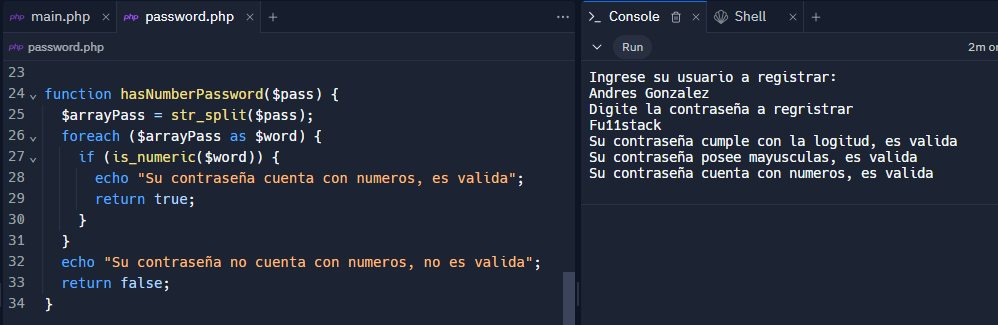 php main.php × php password.php × + ...
php password.php
23
24 function hasNumberPassword($pass) {
25 $arrayPass = str_split($pass);
26 foreach ($arrayPass as $word) {
27 if (is_numeric($word)) {
28 echo "Su contraseña cuenta con numeros, es valida";
29 return true;
30 }
31 }
32 echo "Su contraseña no cuenta con numeros, no es valida";
33 return false;
34 }
Console × Shell × +
Run 2m o
Ingrese su usuario a registrar:
Andres Gonzalez
Digite la contraseña a regristrar
Fu11stack
Su contraseña cumple con la logitud, es valida
Su contraseña posee mayusculas, es valida
Su contraseña cuenta con numeros, es valida